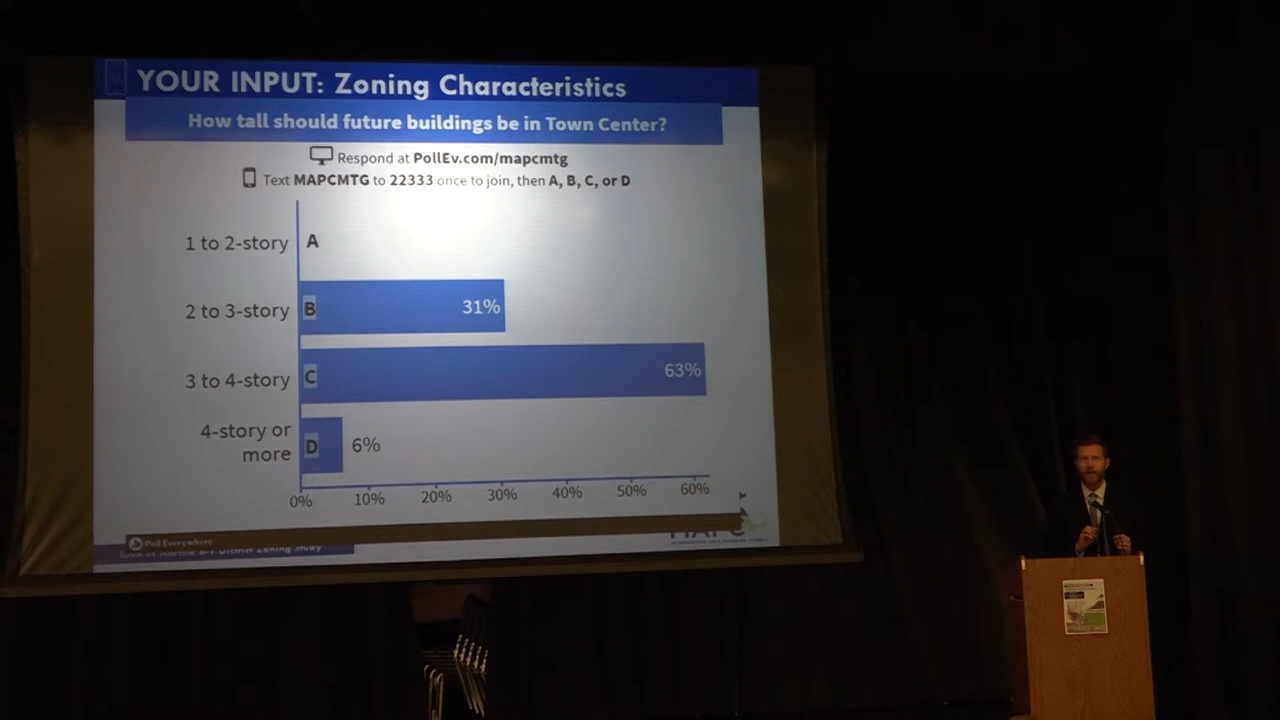 YOUR INPUT: Zoning Characteristics
How tall should future buildings be in Town Center?
Respond at PollEv.com/mapcmtg
Text MAPCMTG to 22333 once to join, then A, B, C, or D
1 to 2-story A
2 to 3-story B 31%
3 to 4-story C 63%
4-story or
more D 6%
0% 10% 20% 30% 40% 50% 60%
Poll Everywhere
Zoning Study